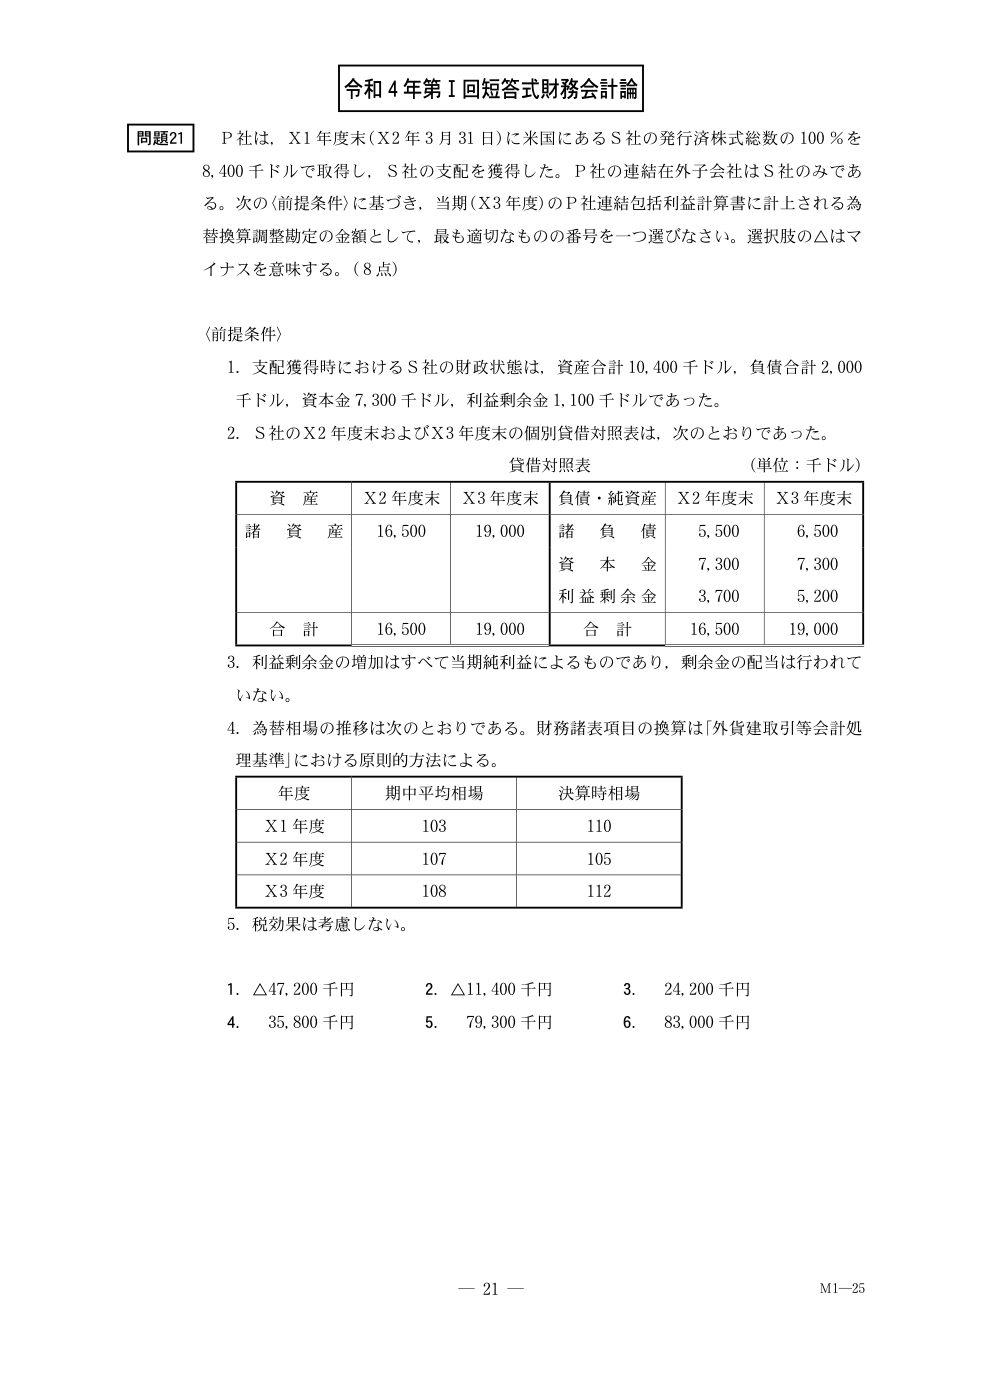 令和4年第Ⅰ回短答式財務会計論
問題21 P社は，X1年度末(X2年3月31日)に米国にあるS社の発行済株式総数の100％を
8,400千ドルで取得し，S社の支配を獲得した。P社の連結在外子会社はS社のみであ
る。次の〈前提条件〉に基づき，当期(X3年度)のP社連結包括利益計算書に計上される為
替換算調整勘定の金額として，最も適切なものの番号を一つ選びなさい。選択肢の△はマ
イナスを意味する。(8点)
〈前提条件〉
1. 支配獲得時におけるS社の財政状態は，資産合計10,400千ドル，負債合計2,000
千ドル，資本金7,300千ドル，利益剰余金1,100千ドルであった。
2. S社のX2年度末およびX3年度末の個別貸借対照表は，次のとおりであった。
貸借対照表 (単位：千ドル)
資産 X2年度末 X3年度末 負債・純資産 X2年度末 X3年度末
諸資産 16,500 19,000 諸負債 5,500 6,500
資本金 7,300 7,300
利益剰余金 3,700 5,200
合計 16,500 19,000 合計 16,500 19,000
3. 利益剰余金の増加はすべて当期純利益によるものであり，剰余金の配当は行われて
いない。
4. 為替相場の推移は次のとおりである。財務諸表項目の換算は「外貨建取引等会計処
理基準」における原則的方法による。
年度 期中平均相場 決算時相場
X1年度 103 110
X2年度 107 105
X3年度 108 112
5. 税効果は考慮しない。
1. △47,200千円 2. △11,400千円 3. 24,200千円
4. 35,800千円 5. 79,300千円 6. 83,000千円
― 21 ― M1―25